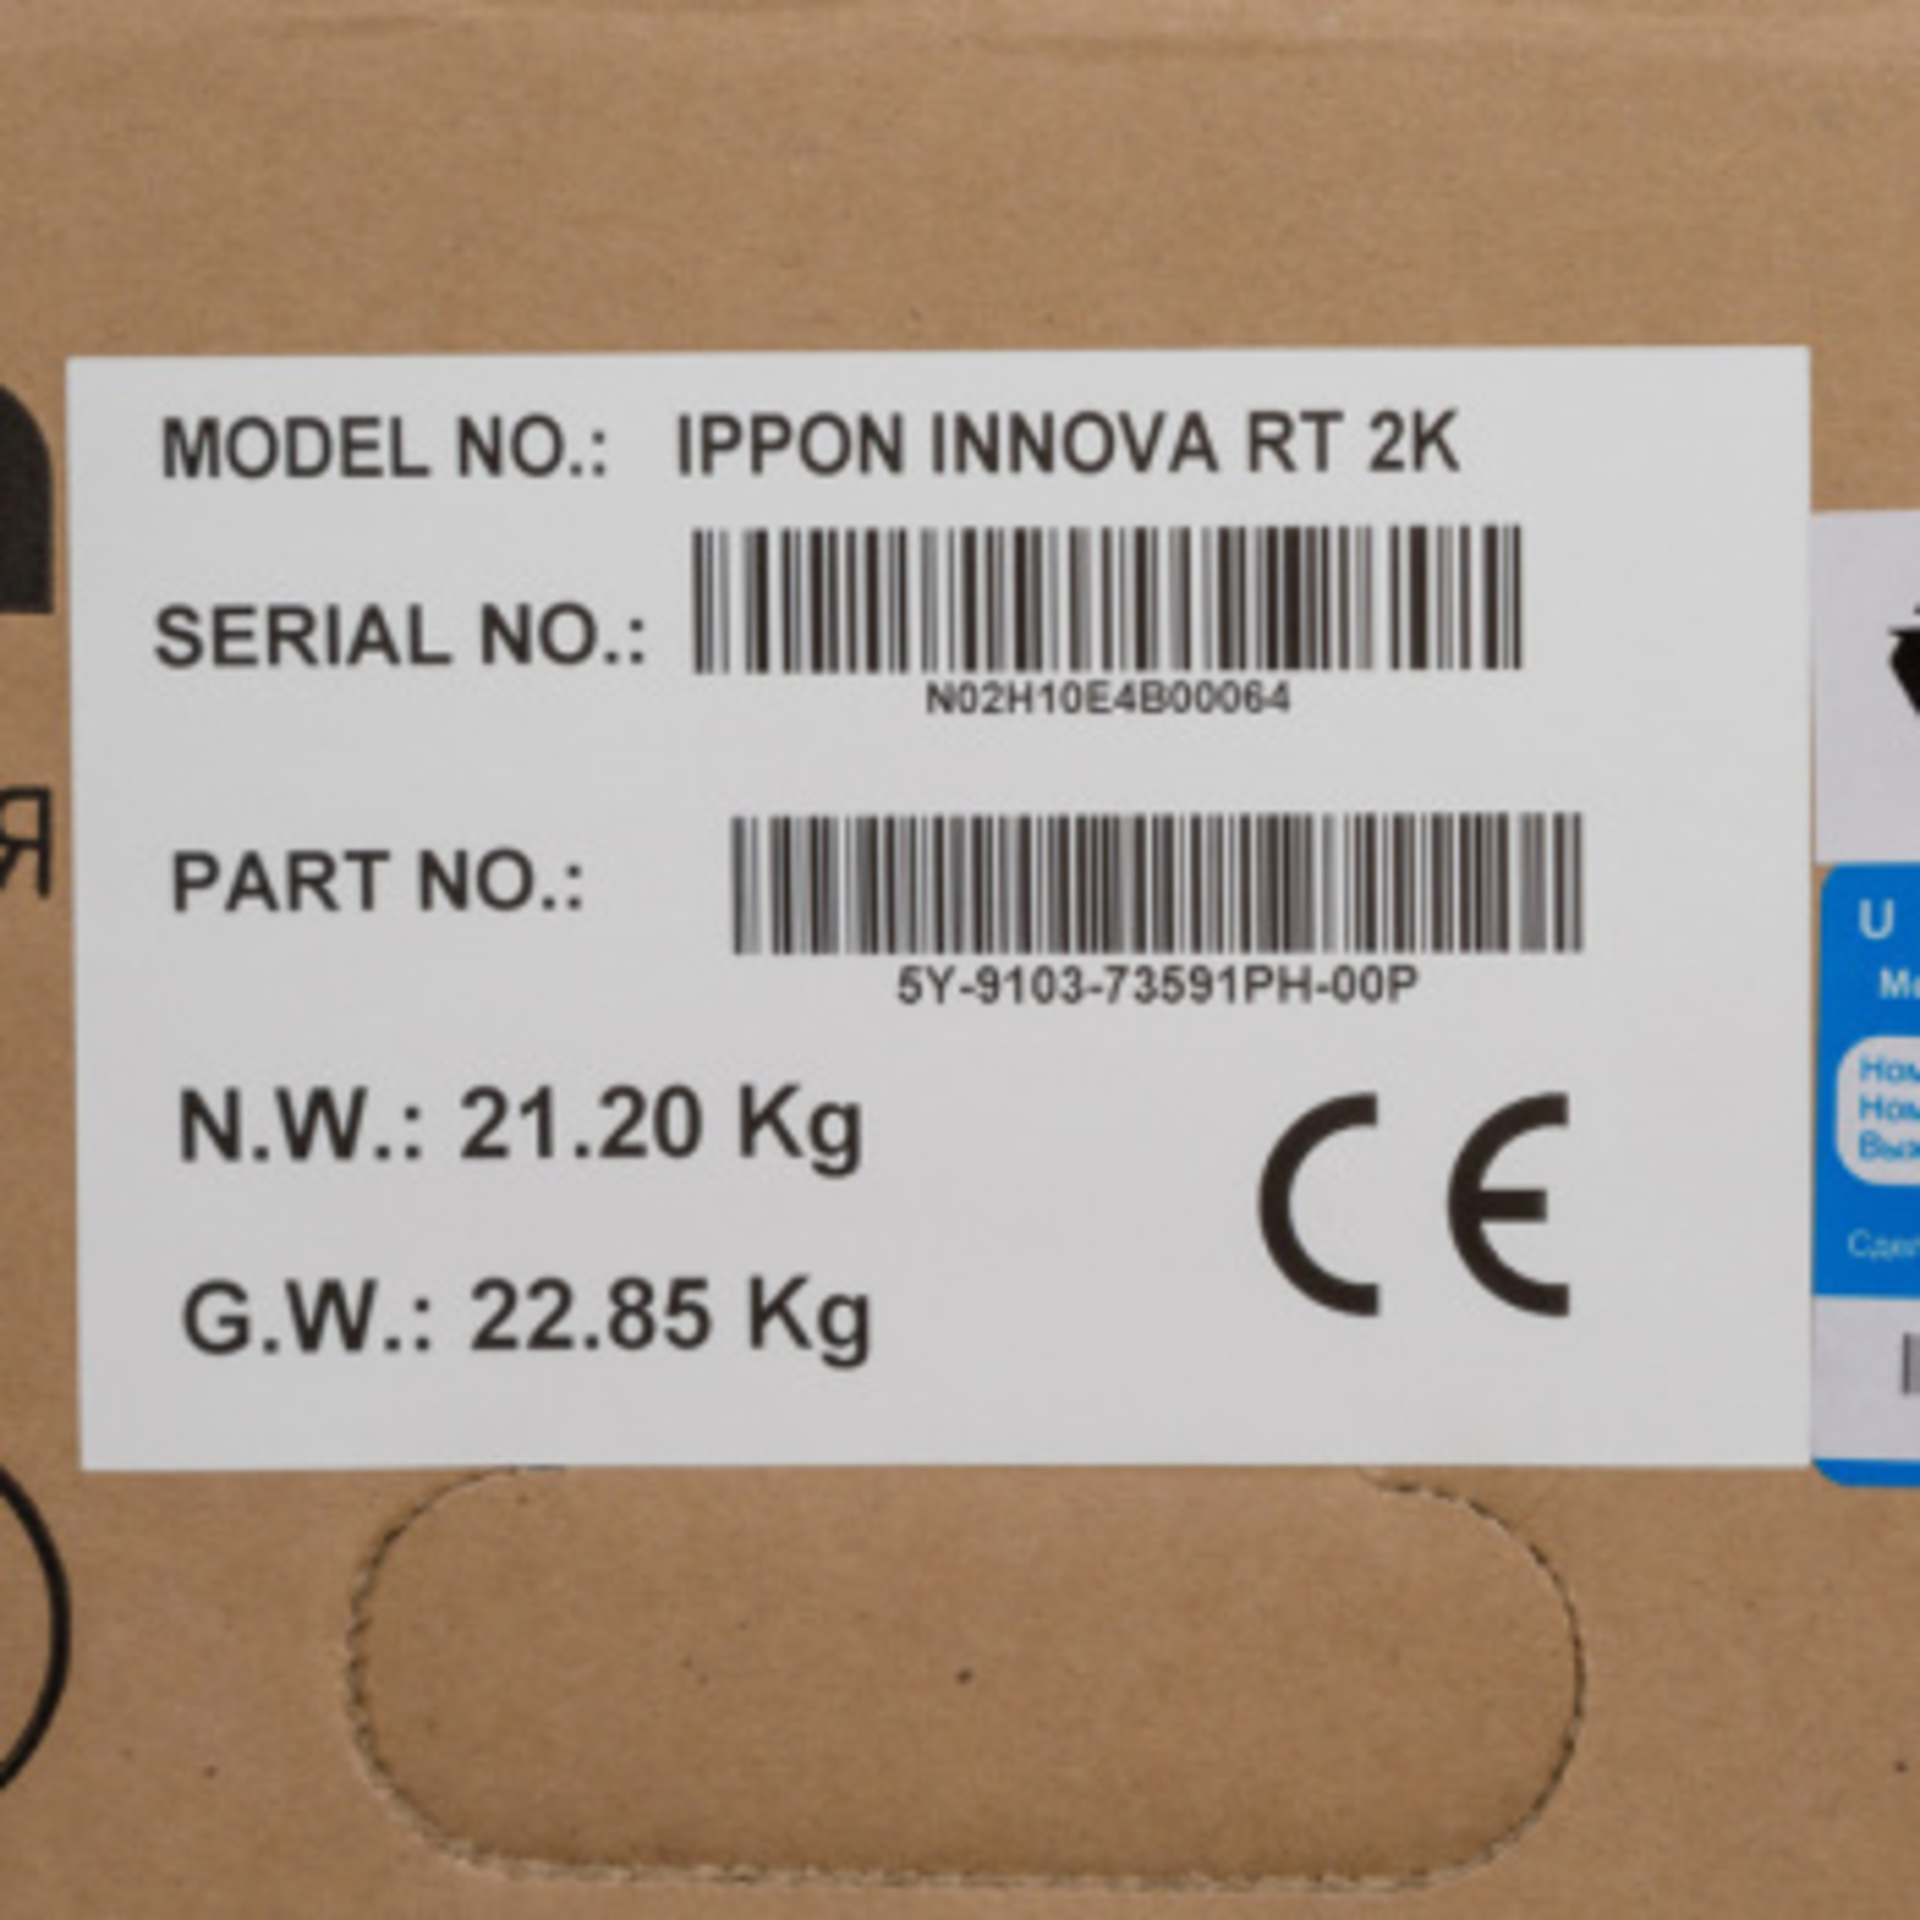 MODEL NO.: IPPON INNOVA RT 2K
SERIAL NO.:
N02H10E4B00064
PART NO.:
5Y-9103-73591PH-00P
N.W.: 21.20 Kg
G.W.: 22.85 Kg
CE
Я
U